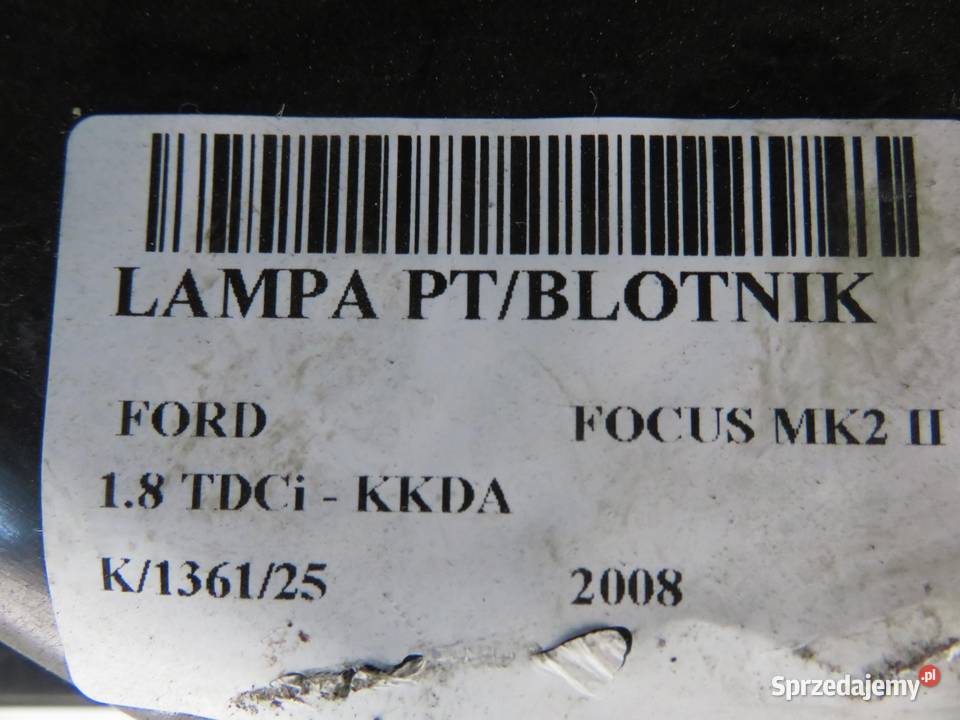 LAMPA PT/BLOTNIK
FORD FOCUS MK2 II
1.8 TDCi - KKDA
K/1361/25 2008
Sprzedajemy.pl